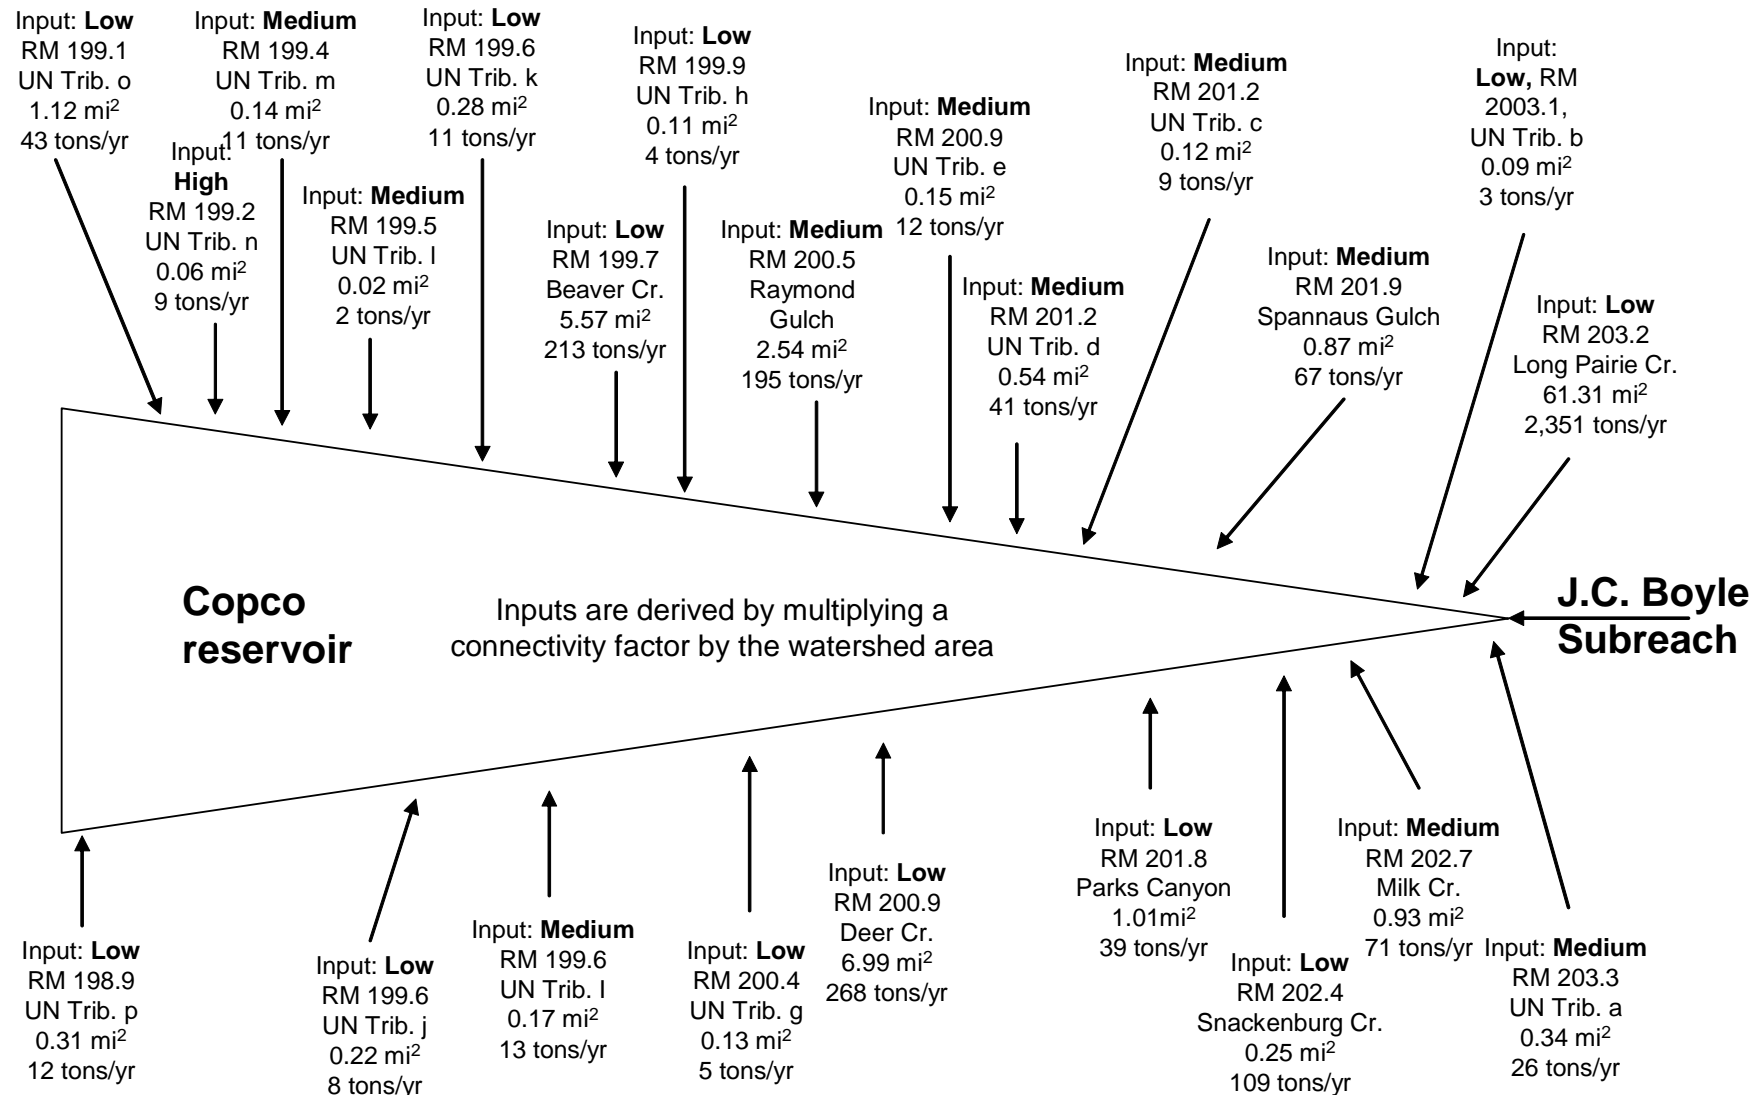 Input: Low
RM 199.1
UN Trib. o
1.12 mi²
43 tons/yr
Input:
High
RM 199.2
UN Trib. n
0.06 mi²
9 tons/yr
Input: Medium
RM 199.4
UN Trib. m
0.14 mi²
11 tons/yr
Input: Medium
RM 199.5
UN Trib. l
0.02 mi²
2 tons/yr
Input: Low
RM 199.6
UN Trib. k
0.28 mi²
11 tons/yr
Input: Low
RM 199.7
Beaver Cr.
5.57 mi²
213 tons/yr
Input: Low
RM 199.9
UN Trib. h
0.11 mi²
4 tons/yr
Input: Medium
RM 200.5
Raymond
Gulch
2.54 mi²
195 tons/yr
Input: Medium
RM 200.9
UN Trib. e
0.15 mi²
12 tons/yr
Input: Medium
RM 201.2
UN Trib. d
0.54 mi²
41 tons/yr
Input: Medium
RM 201.2
UN Trib. c
0.12 mi²
9 tons/yr
Input: Medium
RM 201.9
Spannaus Gulch
0.87 mi²
67 tons/yr
Input:
Low, RM
2003.1,
UN Trib. b
0.09 mi²
3 tons/yr
Input: Low
RM 203.2
Long Pairie Cr.
61.31 mi²
2,351 tons/yr
Copco
reservoir
Inputs are derived by multiplying a
connectivity factor by the watershed area
J.C. Boyle
Subreach
Input: Low
RM 198.9
UN Trib. p
0.31 mi²
12 tons/yr
Input: Low
RM 199.6
UN Trib. j
0.22 mi²
8 tons/yr
Input: Medium
RM 199.6
UN Trib. I
0.17 mi²
13 tons/yr
Input: Low
RM 200.4
UN Trib. g
0.13 mi²
5 tons/yr
Input: Low
RM 200.9
Deer Cr.
6.99 mi²
268 tons/yr
Input: Low
RM 201.8
Parks Canyon
1.01mi²
39 tons/yr
Input: Low
RM 202.4
Snackenburg Cr.
0.25 mi²
109 tons/yr
Input: Medium
RM 202.7
Milk Cr.
0.93 mi²
71 tons/yr
Input: Medium
RM 203.3
UN Trib. a
0.34 mi²
26 tons/yr